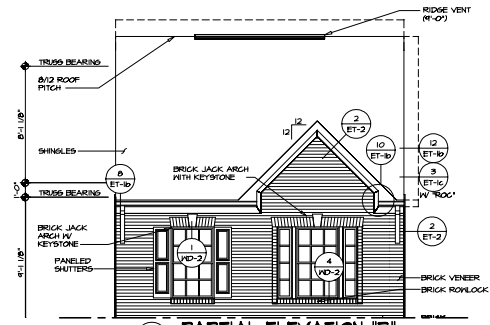 RIDGE VENT
(9'-0")
TRUSS BEARING
8/12 ROOF
PITCH
8'-1 1/8"
12
12
2
ET-2
10
ET-1b
12
ET-1b
SHINGLES
BRICK JACK ARCH
WITH KEYSTONE
8
ET-1b
3
ET-1c
W/ "ROC"
1'-0"
TRUSS BEARING
BRICK JACK
ARCH W/
KEYSTONE
2
ET-2
1
WD-2
4
WD-2
PANELED
SHUTTERS
9'-1 1/8"
BRICK VENEER
BRICK ROWLOCK
PARTIAL ELEVATION "B"